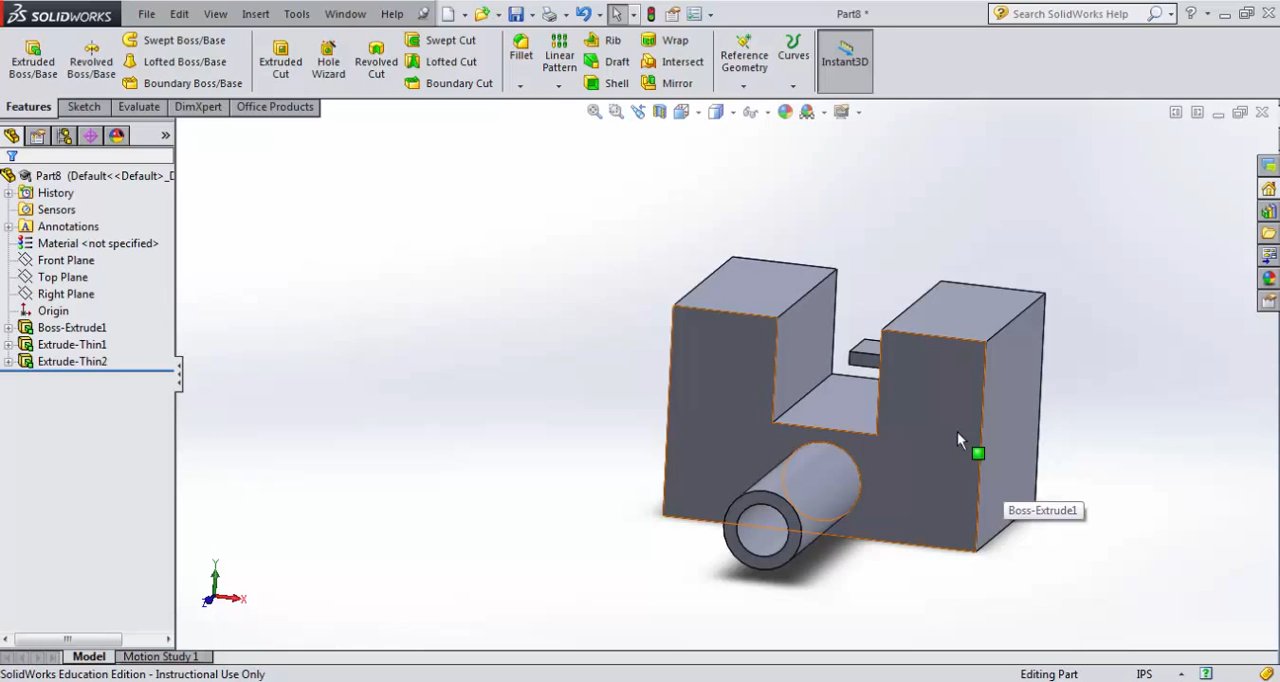 SOLIDWORKS File Edit View Insert Tools Window Help Part8 * Search SolidWorks Help
Extruded Boss/Base
Revolved Boss/Base
Swept Boss/Base
Lofted Boss/Base
Boundary Boss/Base
Extruded Cut
Hole Wizard
Revolved Cut
Swept Cut
Lofted Cut
Boundary Cut
Fillet
Linear Pattern
Rib
Draft
Shell
Wrap
Intersect
Mirror
Reference Geometry
Curves
Instant3D
Features Sketch Evaluate DimXpert Office Products
Part8 (Default<<Default>_D
History
Sensors
Annotations
Material <not specified>
Front Plane
Top Plane
Right Plane
Origin
Boss-Extrude1
Extrude-Thin1
Extrude-Thin2
Boss-Extrude1
Y
X
Z
Model Motion Study 1
SolidWorks Education Edition - Instructional Use Only Editing Part IPS